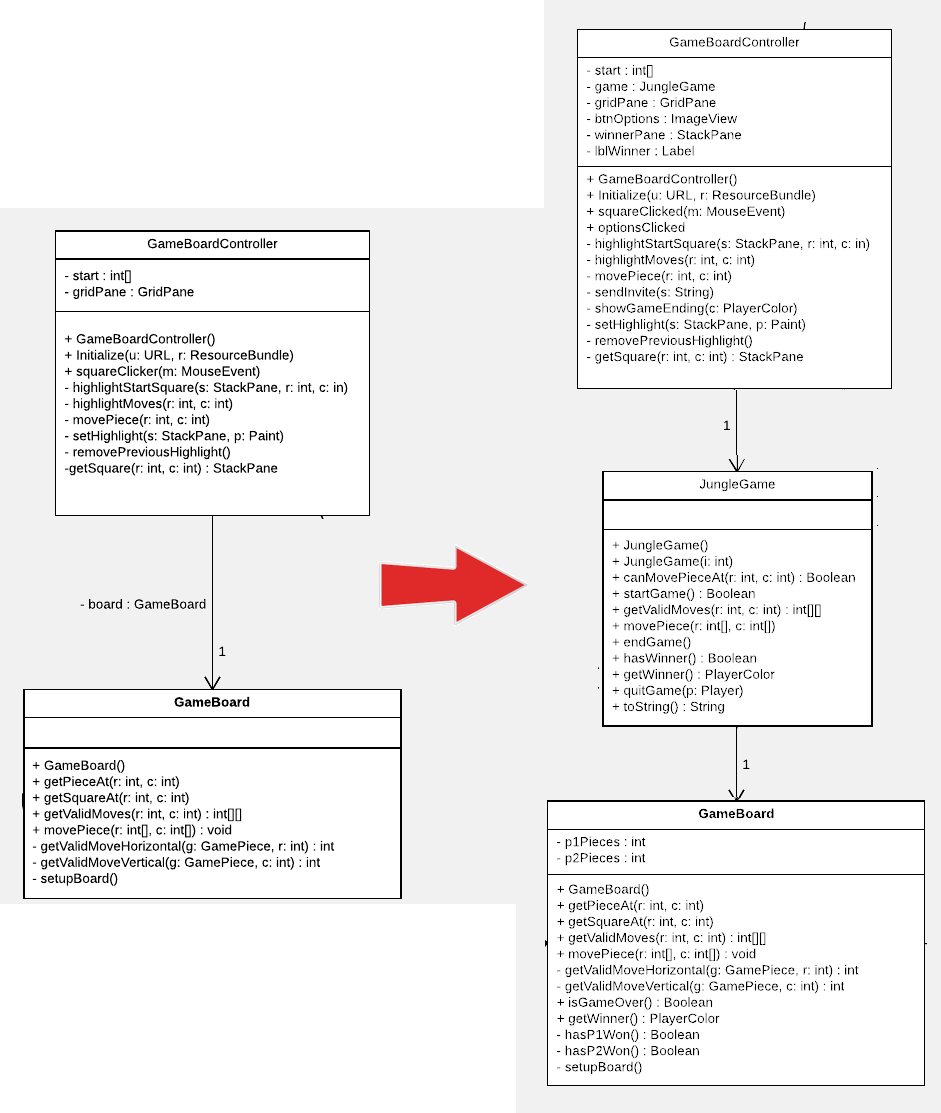 GameBoardController
- start : int[]
- gridPane : GridPane
+ GameBoardController()
+ Initialize(u: URL, r: ResourceBundle)
+ squareClicker(m: MouseEvent)
- highlightStartSquare(s: StackPane, r: int, c: in)
- highlightMoves(r: int, c: int)
- movePiece(r: int, c: int)
- setHighlight(s: StackPane, p: Paint)
- removePreviousHighlight()
-getSquare(r: int, c: int) : StackPane
- board : GameBoard
1
GameBoard
+ GameBoard()
+ getPieceAt(r: int, c: int)
+ getSquareAt(r: int, c: int)
+ getValidMoves(r: int, c: int) : int[][]
+ movePiece(r: int[], c: int[]) : void
- getValidMoveHorizontal(g: GamePiece, r: int) : int
- getValidMoveVertical(g: GamePiece, c: int) : int
- setupBoard()
GameBoardController
- start : int[]
- game : JungleGame
- gridPane : GridPane
- btnOptions : ImageView
- winnerPane : StackPane
- lblWinner : Label
+ GameBoardController()
+ Initialize(u: URL, r: ResourceBundle)
+ squareClicked(m: MouseEvent)
+ optionsClicked
- highlightStartSquare(s: StackPane, r: int, c: in)
- highlightMoves(r: int, c: int)
- movePiece(r: int, c: int)
- sendInvite(s: String)
- showGameEnding(c: PlayerColor)
- setHighlight(s: StackPane, p: Paint)
- removePreviousHighlight()
- getSquare(r: int, c: int) : StackPane
1
JungleGame
+ JungleGame()
+ JungleGame(i: int)
+ canMovePieceAt(r: int, c: int) : Boolean
+ startGame() : Boolean
+ getValidMoves(r: int, c: int) : int[][]
+ movePiece(r: int[], c: int[])
+ endGame()
+ hasWinner() : Boolean
+ getWinner() : PlayerColor
+ quitGame(p: Player)
+ toString() : String
1
GameBoard
- p1Pieces : int
- p2Pieces : int
+ GameBoard()
+ getPieceAt(r: int, c: int)
+ getSquareAt(r: int, c: int)
+ getValidMoves(r: int, c: int) : int[][]
+ movePiece(r: int[], c: int[]) : void
- getValidMoveHorizontal(g: GamePiece, r: int) : int
- getValidMoveVertical(g: GamePiece, c: int) : int
+ isGameOver() : Boolean
+ getWinner() : PlayerColor
- hasP1Won() : Boolean
- hasP2Won() : Boolean
- setupBoard()